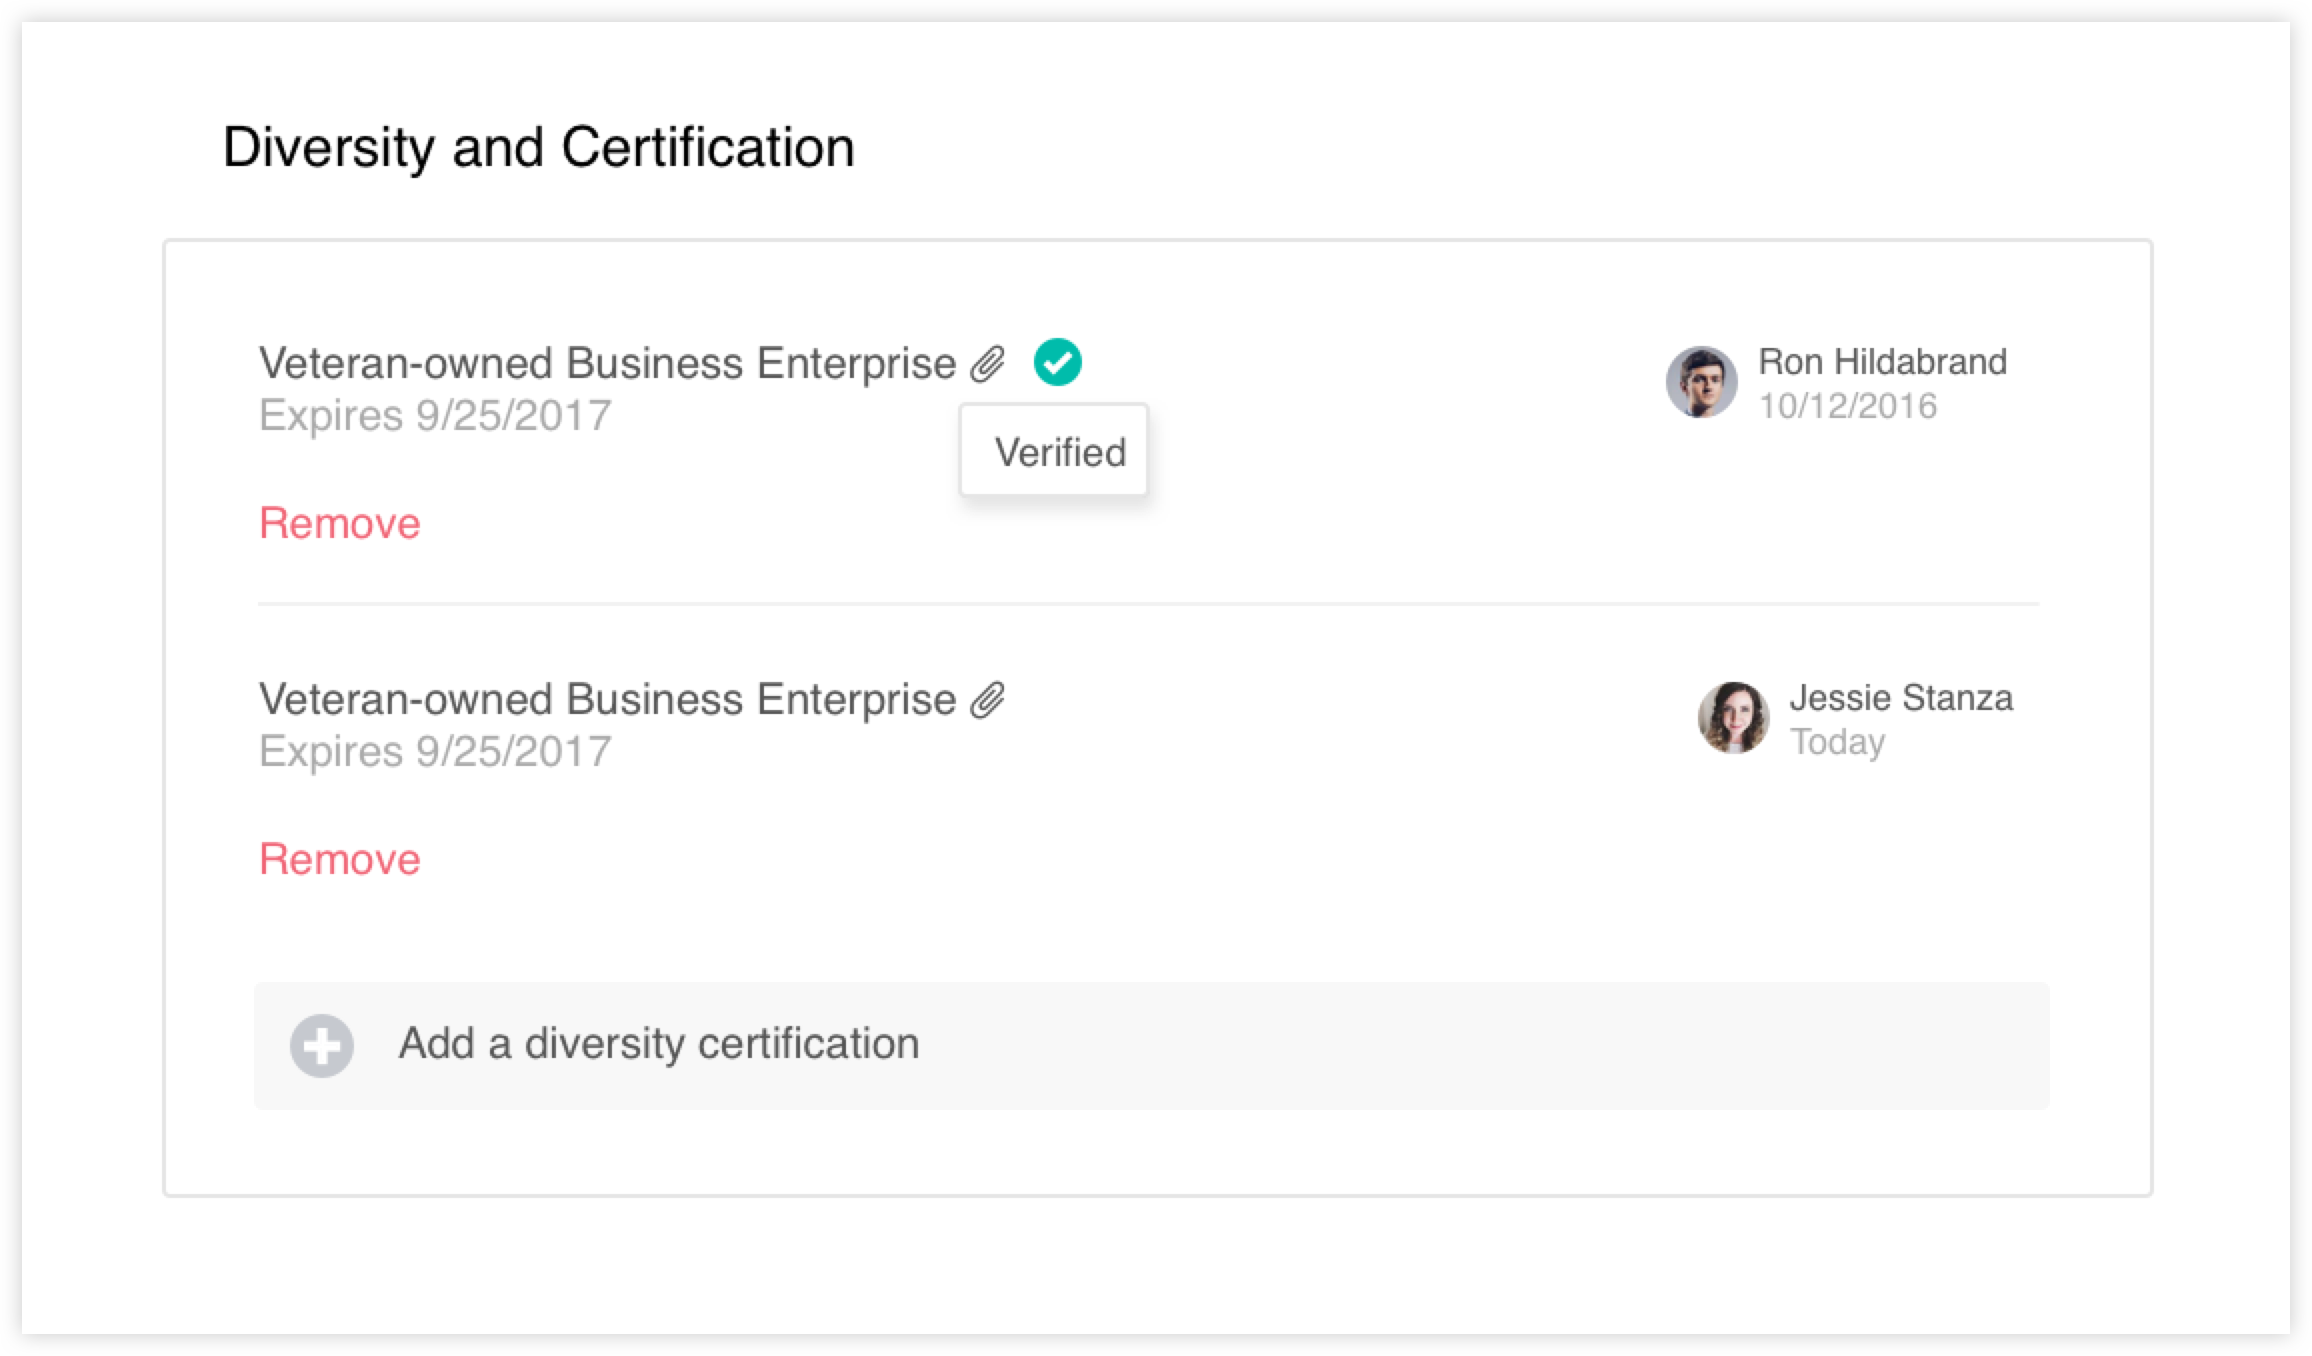 Diversity and Certification
Veteran-owned Business Enterprise
Expires 9/25/2017
Verified
Remove
Ron Hildabrand
10/12/2016
Veteran-owned Business Enterprise
Expires 9/25/2017
Remove
Jessie Stanza
Today
Add a diversity certification